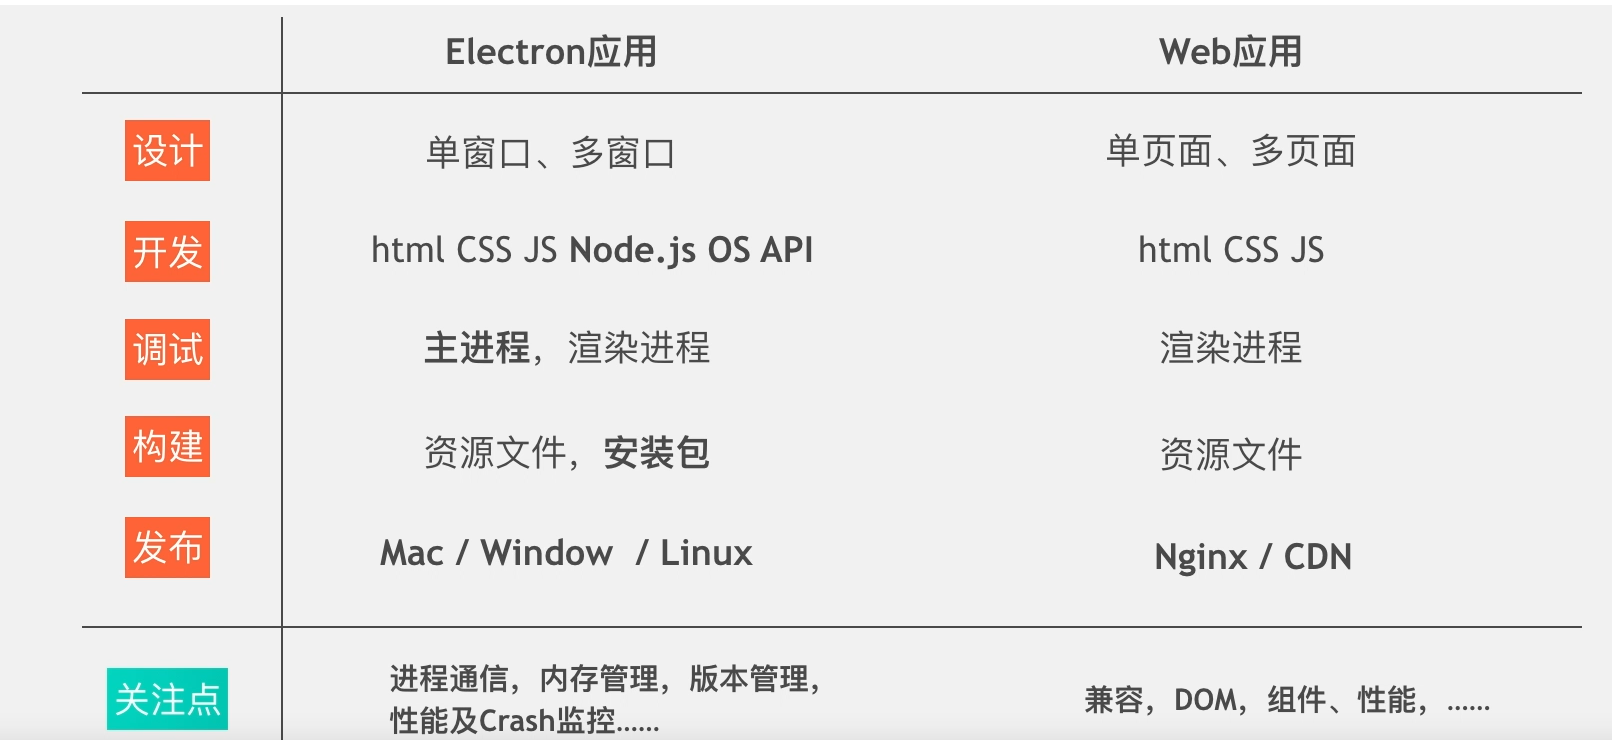 Electron应用 Web应用
设计 单窗口、多窗口 单页面、多页面
开发 html CSS JS Node.js OS API html CSS JS
调试 主进程，渲染进程 渲染进程
构建 资源文件，安装包 资源文件
发布 Mac / Window / Linux Nginx / CDN
关注点 进程通信，内存管理，版本管理，
性能及Crash监控...... 兼容，DOM，组件、性能，......